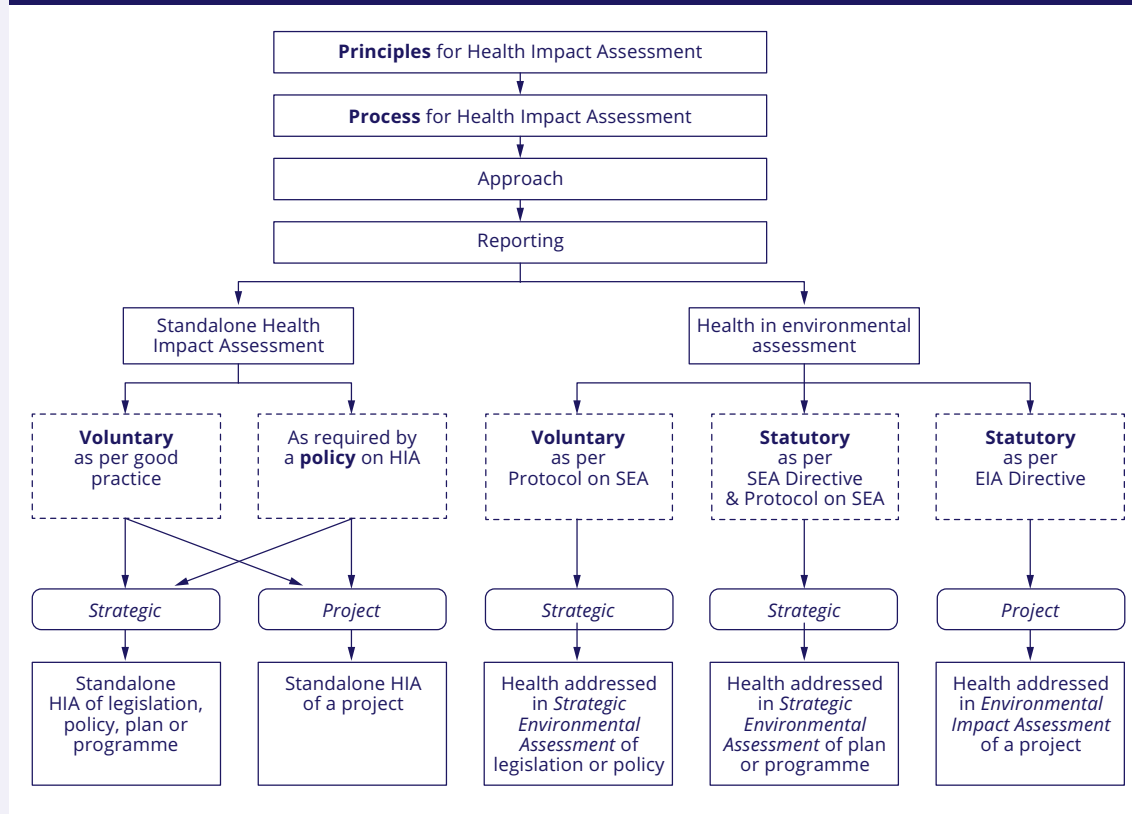 Principles for Health Impact Assessment
Process for Health Impact Assessment
Approach
Reporting
Standalone Health
Impact Assessment
Health in environmental
assessment
Voluntary
as per good
practice
As required by
a policy on HIA
Voluntary
as per
Protocol on SEA
Statutory
as per
SEA Directive
& Protocol on SEA
Statutory
as per
EIA Directive
Strategic
Project
Strategic
Strategic
Project
Standalone
HIA of legislation,
policy, plan or
programme
Standalone HIA
of a project
Health addressed
in Strategic
Environmental
Assessment of
legislation or policy
Health addressed
in Strategic
Environmental
Assessment of plan
or programme
Health addressed
in Environmental
Impact Assessment
of a project